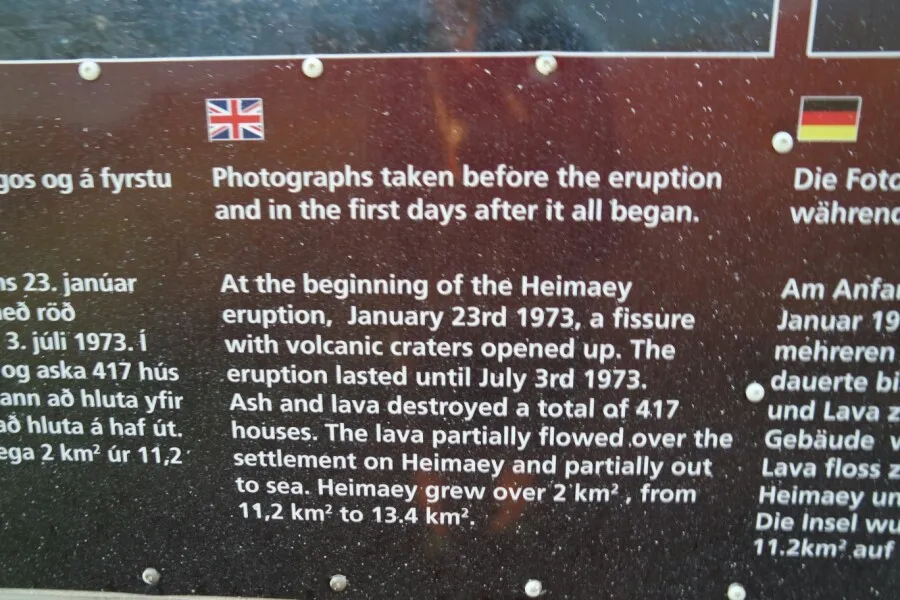 gos og á fyrstu
ns 23. janúar
neð röð
3. júli 1973. Í
og aska 417 hús
ann að hluta yfir
að hluta á haf út.
ega 2 km² úr 11,2
Photographs taken before the eruption
and in the first days after it all began.
At the beginning of the Heimaey
eruption, January 23rd 1973, a fissure
with volcanic craters opened up. The
eruption lasted until July 3rd 1973.
Ash and lava destroyed a total of 417
houses. The lava partially flowed over the
settlement on Heimaey and partially out
to sea. Heimaey grew over 2 km² , from
11,2 km² to 13.4 km².
Die Foto
während
Am Anfan
Januar 19
mehreren
dauerte bi
und Lava z
Gebäude v
Lava floss z
Heimaey un
Die Insel wu
11.2km² auf